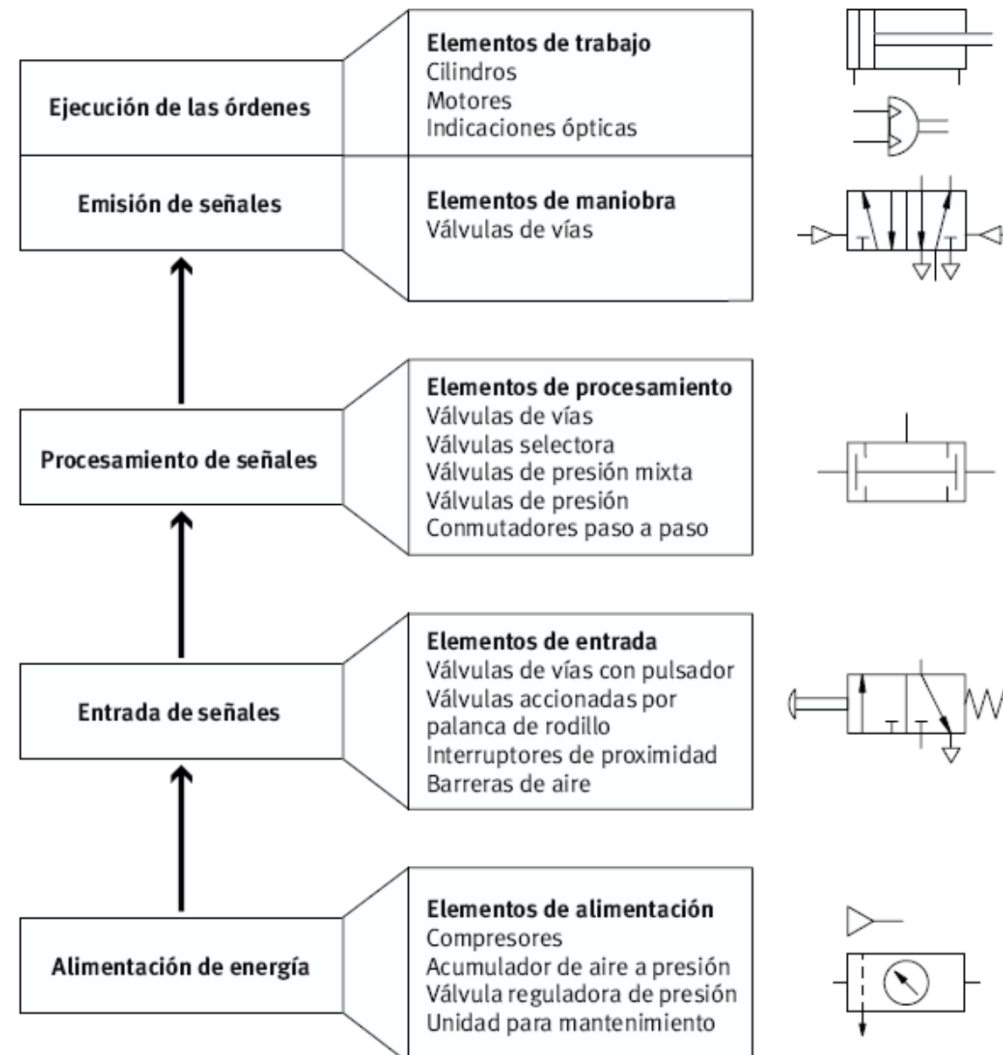 Ejecución de las órdenes
Elementos de trabajo
Cilindros
Motores
Indicaciones ópticas
Emisión de señales
Elementos de maniobra
Válvulas de vías
Procesamiento de señales
Elementos de procesamiento
Válvulas de vías
Válvulas selectora
Válvulas de presión mixta
Válvulas de presión
Conmutadores paso a paso
Entrada de señales
Elementos de entrada
Válvulas de vías con pulsador
Válvulas accionadas por
palanca de rodillo
Interruptores de proximidad
Barreras de aire
Alimentación de energía
Elementos de alimentación
Compresores
Acumulador de aire a presión
Válvula reguladora de presión
Unidad para mantenimiento